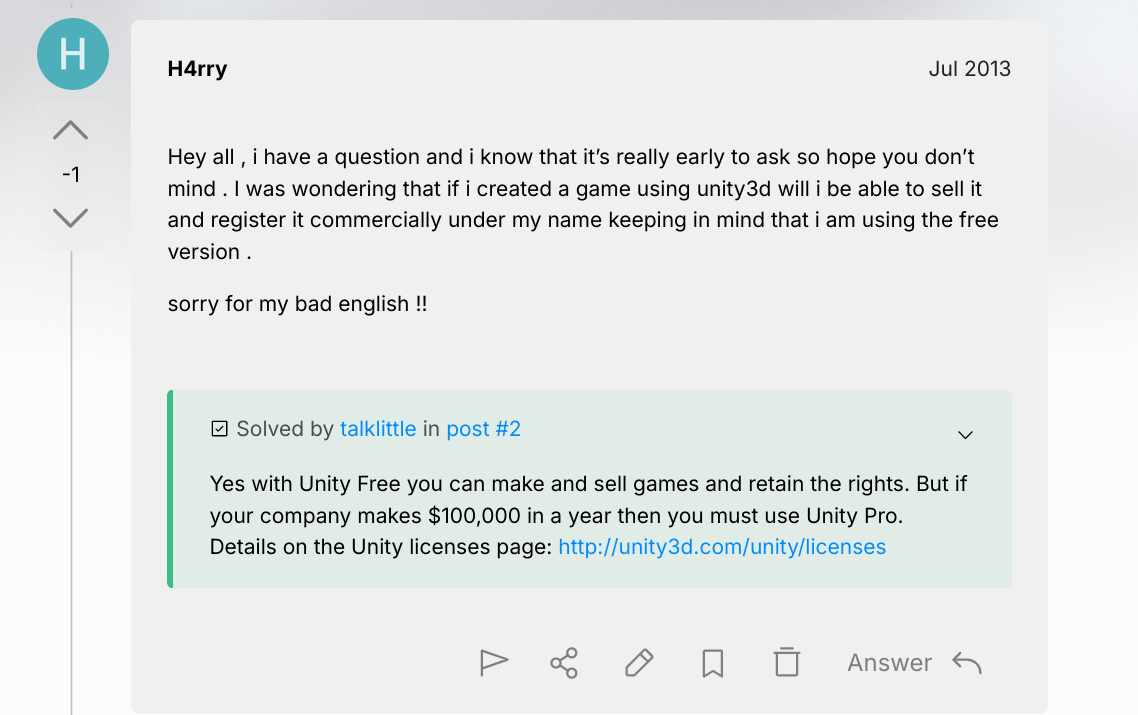 H
H4rry
Jul 2013
-1
Hey all , i have a question and i know that it’s really early to ask so hope you don’t
mind . I was wondering that if i created a game using unity3d will i be able to sell it
and register it commercially under my name keeping in mind that i am using the free
version .
sorry for my bad english !!
Solved by talklittle in post #2
Yes with Unity Free you can make and sell games and retain the rights. But if
your company makes $100,000 in a year then you must use Unity Pro.
Details on the Unity licenses page: http://unity3d.com/unity/licenses
Answer